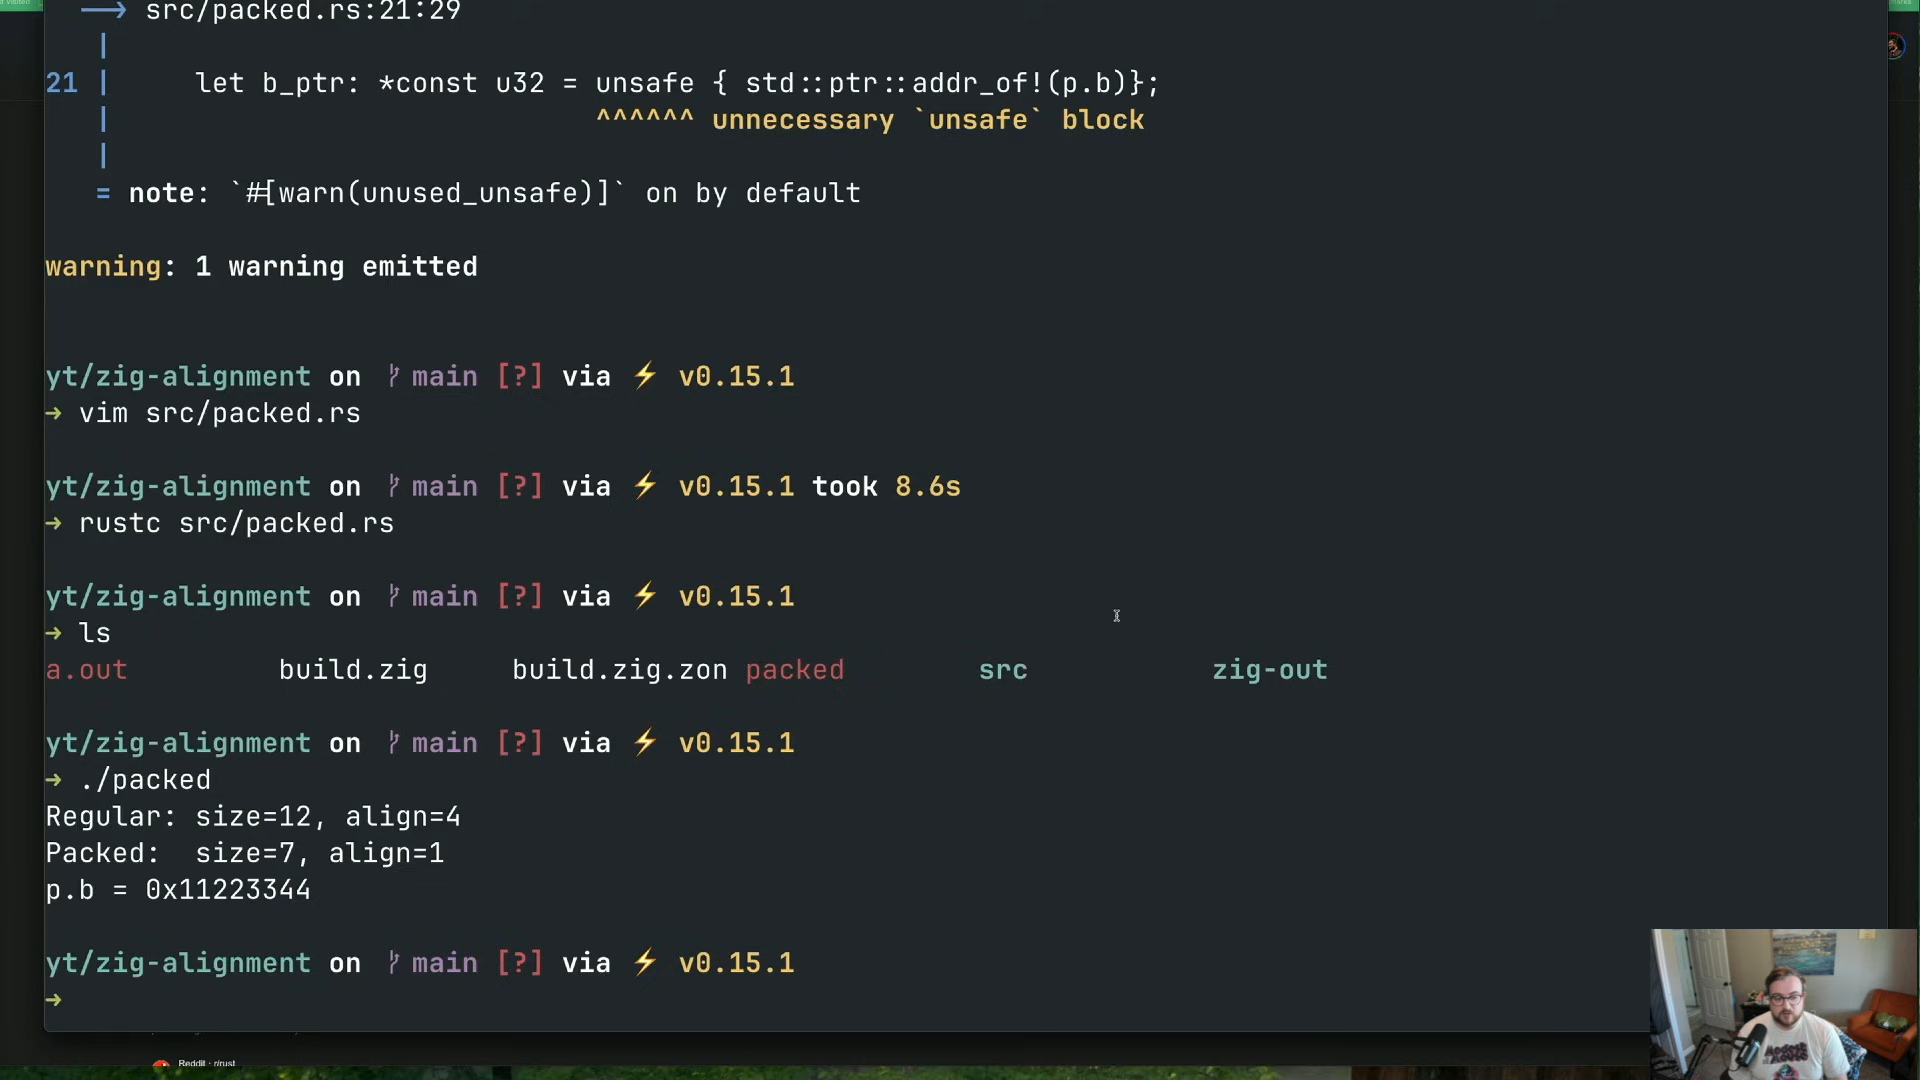 src/packed.rs:21:29
21 | let b_ptr: *const u32 = unsafe { std::ptr::addr_of!(p.b)};
^^^^^^ unnecessary `unsafe` block
= note: `#[warn(unused_unsafe)]` on by default
warning: 1 warning emitted
yt/zig-alignment on main [?] via ⚡ v0.15.1
→ vim src/packed.rs
yt/zig-alignment on main [?] via ⚡ v0.15.1 took 8.6s
→ rustc src/packed.rs
yt/zig-alignment on main [?] via ⚡ v0.15.1
→ ls
a.out build.zig build.zig.zon packed src zig-out
yt/zig-alignment on main [?] via ⚡ v0.15.1
→ ./packed
Regular: size=12, align=4
Packed:  size=7, align=1
p.b = 0x11223344
yt/zig-alignment on main [?] via ⚡ v0.15.1
→
Reddit · r/rust